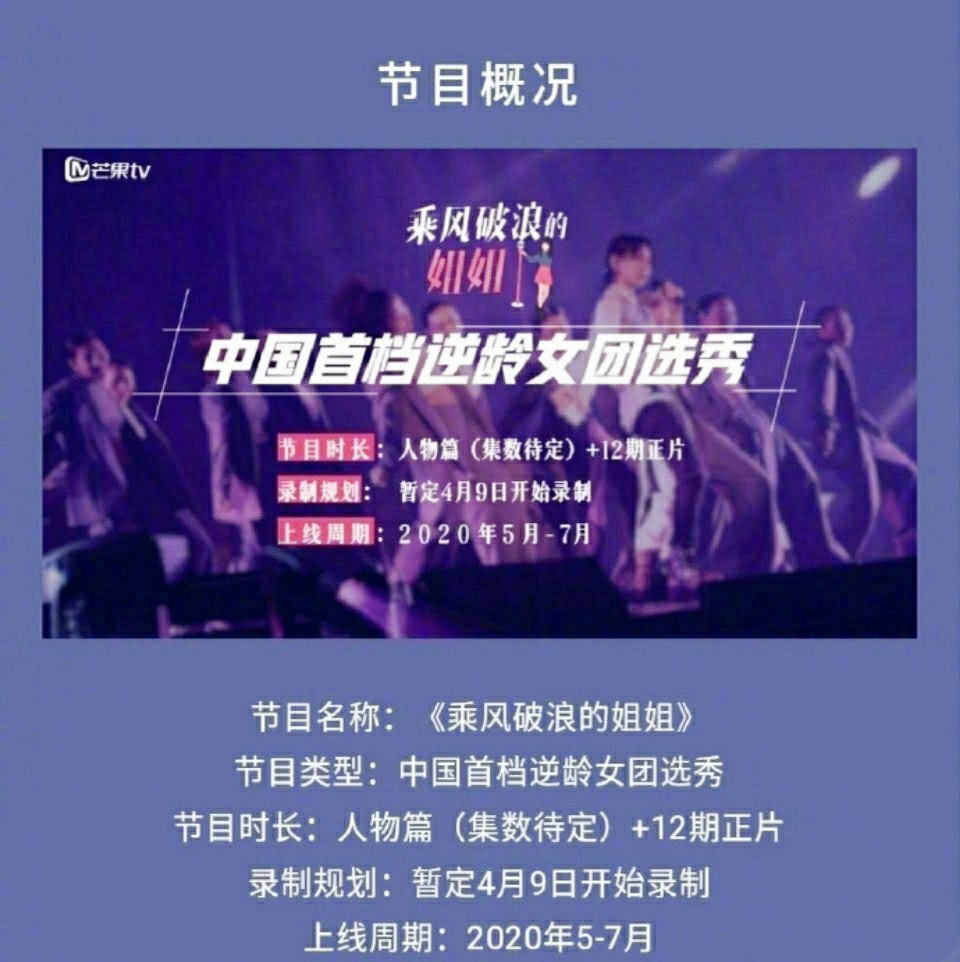 节目概况
芒果tv
乘风破浪的
姐姐
中国首档逆龄女团选秀
节目时长：人物篇（集数待定）+12期正片
录制规划：暂定4月9日开始录制
上线周期：2020年5月-7月
节目名称：《乘风破浪的姐姐》
节目类型：中国首档逆龄女团选秀
节目时长：人物篇（集数待定）+12期正片
录制规划：暂定4月9日开始录制
上线周期：2020年5-7月